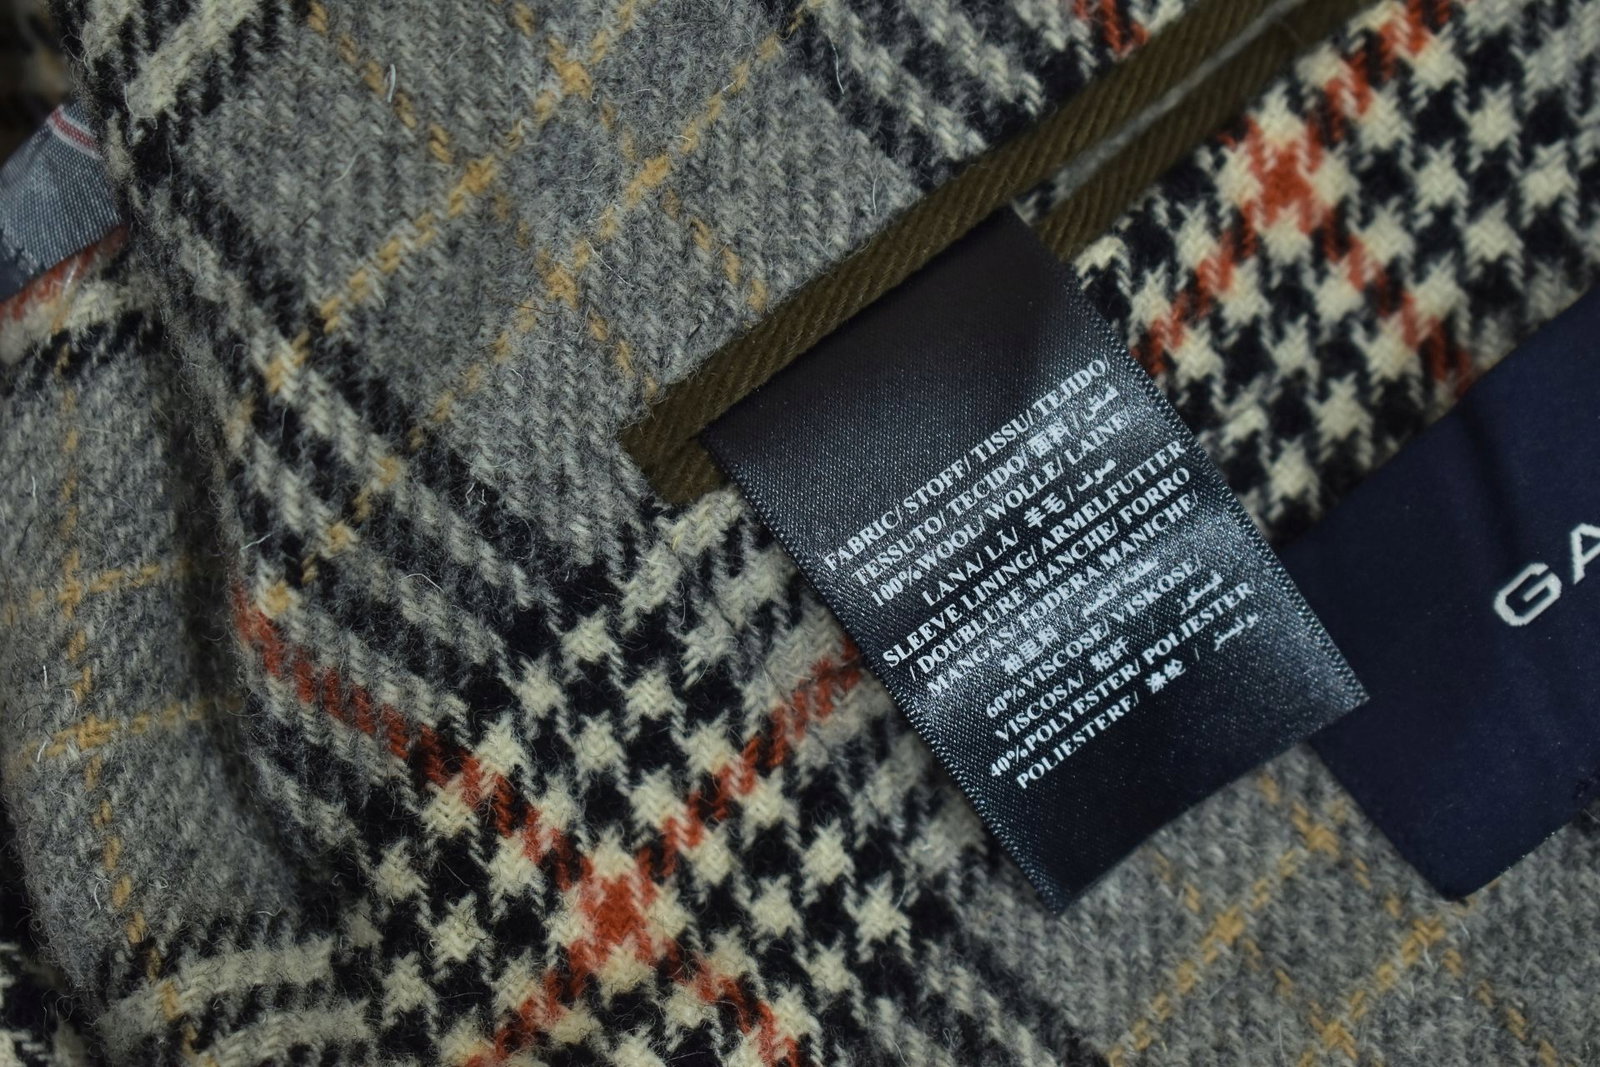 FABRIC/ STOFF/ TISSU/ TEJIDO
TESSUTO/ TECIDO/ 面料 / قماش
100%WOOL/ WOLLE/ LAINE/
LANA/ LÃ/ 羊毛 / صوف
SLEEVE LINING/ ARMELFUTTER
/ DOUBLURE MANCHE/ FORRO
MANGAS/ FODERA MANICHE/
袖里料 /
60%VISCOSE/ VISKOSE/
VISCOSA/ 粘纤 / فسكوز
40%POLYESTER/ POLIESTER
POLIESTERE/ 涤纶 / بوليستر
GA